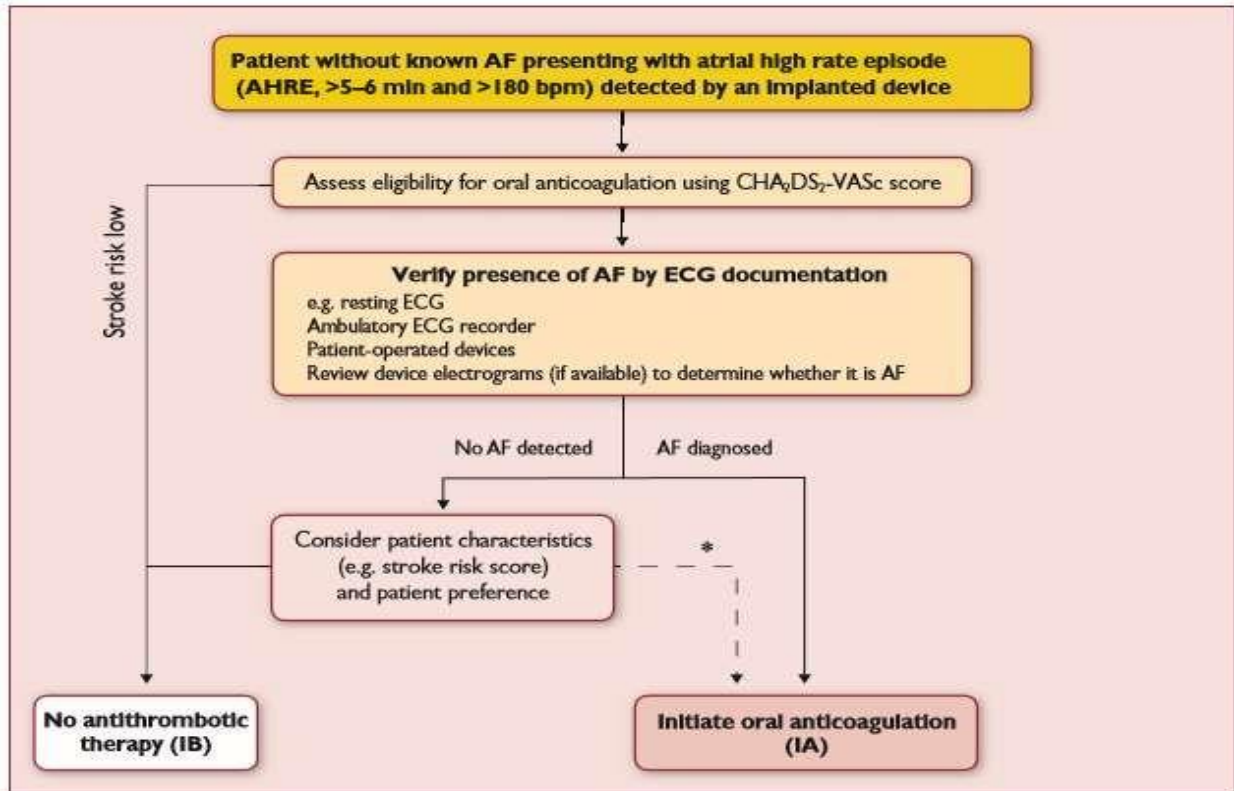 Patient without known AF presenting with atrial high rate episode
(AHRE, >5–6 min and >180 bpm) detected by an implanted device
Assess eligibility for oral anticoagulation using CHA₂DS₂-VASc score
Stroke risk low
Verify presence of AF by ECG documentation
e.g. resting ECG
Ambulatory ECG recorder
Patient-operated devices
Review device electrograms (if available) to determine whether it is AF
No AF detected
AF diagnosed
Consider patient characteristics
(e.g. stroke risk score)
and patient preference
*
No antithrombotic
therapy (IB)
Initiate oral anticoagulation
(IA)